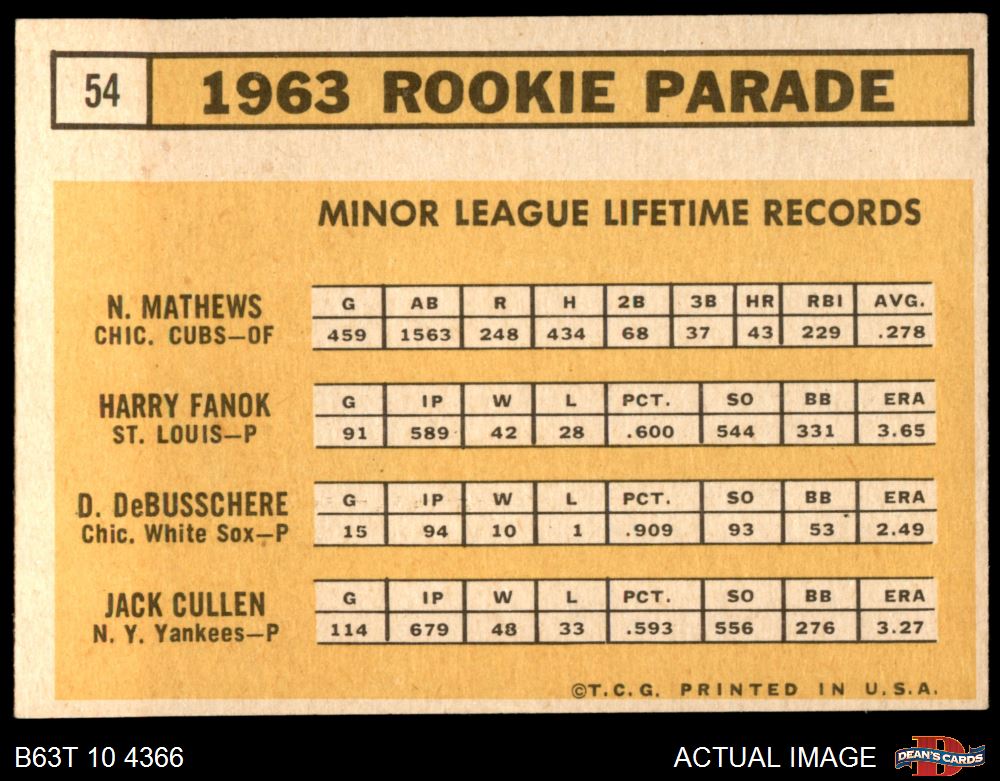 54 1963 ROOKIE PARADE
MINOR LEAGUE LIFETIME RECORDS
N. MATHEWS
CHIC. CUBS—OF
G AB R H 2B 3B HR RBI AVG.
459 1563 248 434 68 37 43 229 .278
HARRY FANOK
ST. LOUIS—P
G IP W L PCT. SO BB ERA
91 589 42 28 .600 544 331 3.65
D. DeBUSSCHERE
Chic. White Sox—P
G IP W L PCT. SO BB ERA
15 94 10 1 .909 93 53 2.49
JACK CULLEN
N. Y. Yankees—P
G IP W L PCT. SO BB ERA
114 679 48 33 .593 556 276 3.27
©T.C.G. PRINTED IN U.S.A.
B63T 10 4366
ACTUAL IMAGE
D
DEAN'S CARDS